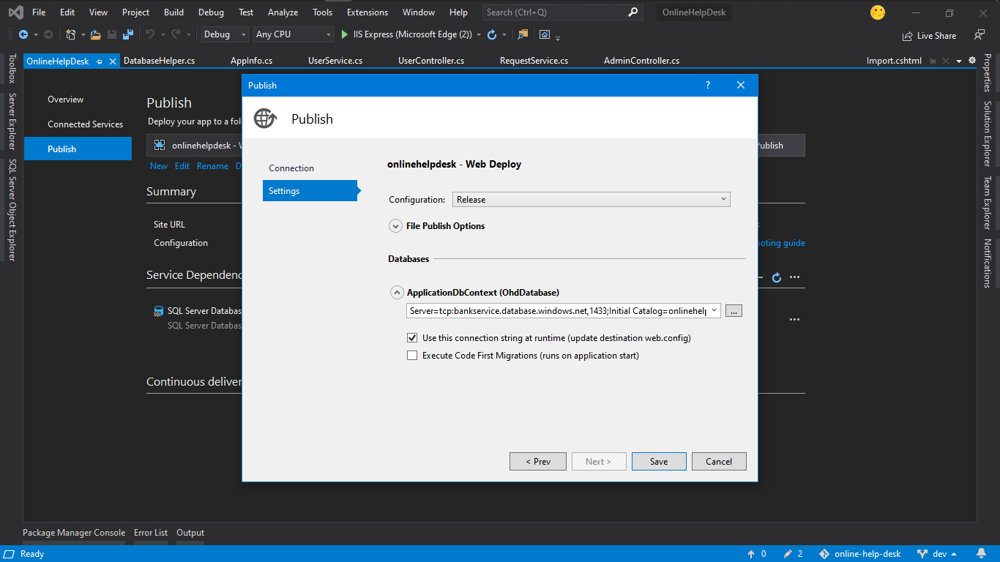 File Edit View Project Build Debug Test Analyze Tools Extensions Window Help Search (Ctrl+Q) OnlineHelpDesk
Debug Any CPU IIS Express (Microsoft Edge (2)) Live Share
OnlineHelpDesk DatabaseHelper.cs AppInfo.cs UserService.cs UserController.cs RequestService.cs AdminController.cs Import.cshtml
Toolbox
Server Explorer
SQL Server Object Explorer
Overview
Connected Services
Publish
Publish
Deploy your app to a fol
onlinehelpdesk - W
ublish
New Edit Rename D
Summary
Site URL
Configuration
s
ooting guide
Service Dependenc
SQL Server Databas
SQL Server Databas
Continuous deliver
Publish ?
Publish
Connection
Settings
onlinehelpdesk - Web Deploy
Configuration: Release
File Publish Options
Databases
ApplicationDbContext (OhdDatabase)
Server=tcp:bankservice.database.windows.net,1433;Initial Catalog=onlinehelp ...
Use this connection string at runtime (update destination web.config)
Execute Code First Migrations (runs on application start)
< Prev Next > Save Cancel
Properties
Solution Explorer
Team Explorer
Notifications
Package Manager Console Error List Output
Ready 0 2 online-help-desk dev